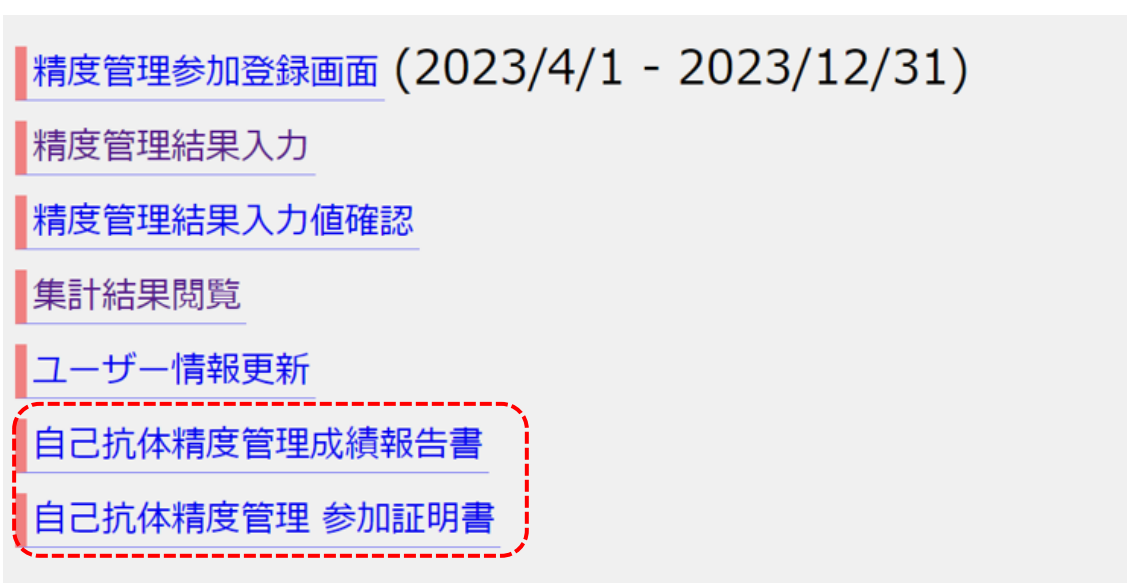 精度管理参加登録画面 (2023/4/1 - 2023/12/31)
精度管理結果入力
精度管理結果入力値確認
集計結果閲覧
ユーザー情報更新
自己抗体精度管理成績報告書
自己抗体精度管理 参加証明書